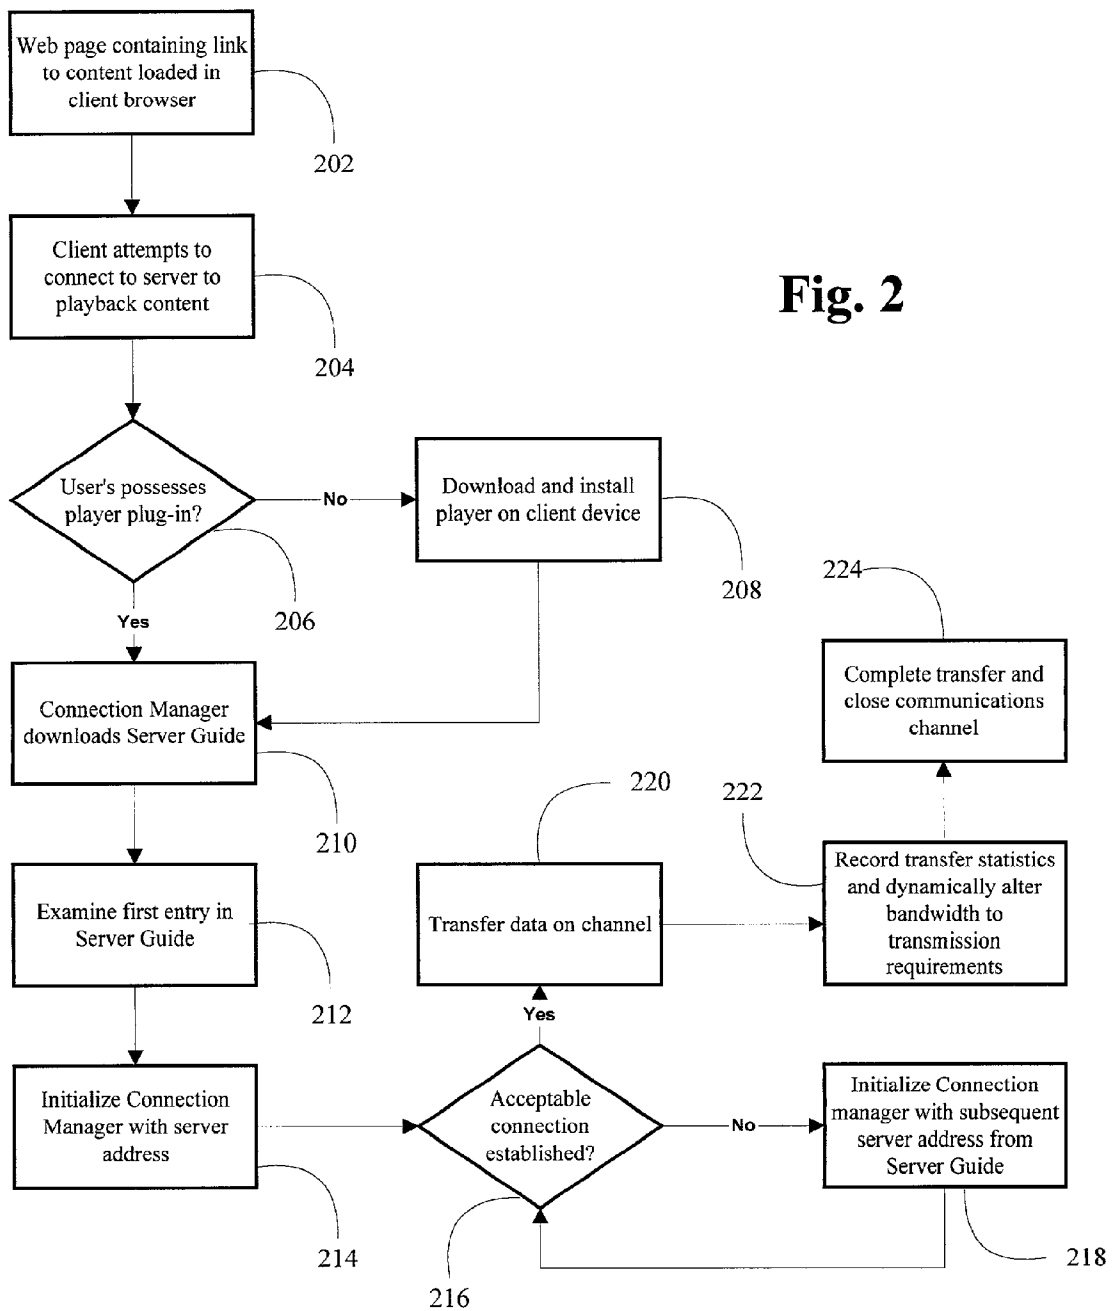 Web page containing link
to content loaded in
client browser
202
Client attempts to
connect to server to
playback content
204
Fig. 2
User's possesses
player plug-in?
No
206
Yes
Download and install
player on client device
208
Connection Manager
downloads Server Guide
210
Examine first entry in
Server Guide
212
Initialize Connection
Manager with server
address
214
Acceptable
connection
established?
216
No
Yes
Initialize Connection
manager with subsequent
server address from
Server Guide
218
Transfer data on channel
220
Record transfer statistics
and dynamically alter
bandwidth to
transmission
requirements
222
Complete transfer and
close communications
channel
224